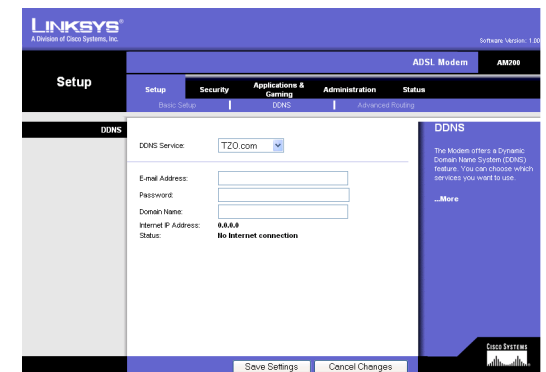 LINKSYS®
A Division of Cisco Systems, Inc.
Software Version: 1.00
ADSL Modem AM200
Setup
Setup Security Applications & Gaming Administration Status
Basic Setup | DDNS | Advanced Routing
DDNS
DDNS Service: TZO.com
E-mail Address:
Password:
Domain Name:
Internet IP Address: 0.0.0.0
Status: No Internet connection
DDNS
The Modem offers a Dynamic
Domain Name System (DDNS)
feature. You can choose which
services you want to use.
...More
Save Settings Cancel Changes
CISCO SYSTEMS